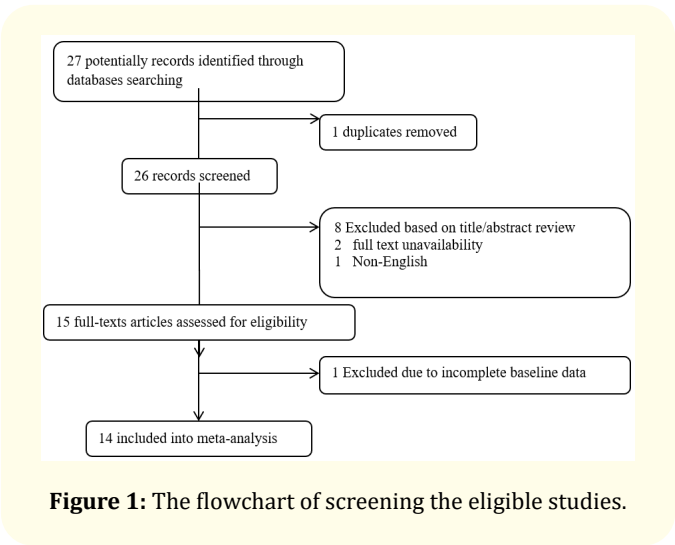 27 potentially records identified through
databases searching
1 duplicates removed
26 records screened
8 Excluded based on title/abstract review
2 full text unavailability
1 Non-English
15 full-texts articles assessed for eligibility
1 Excluded due to incomplete baseline data
14 included into meta-analysis
Figure 1: The flowchart of screening the eligible studies.